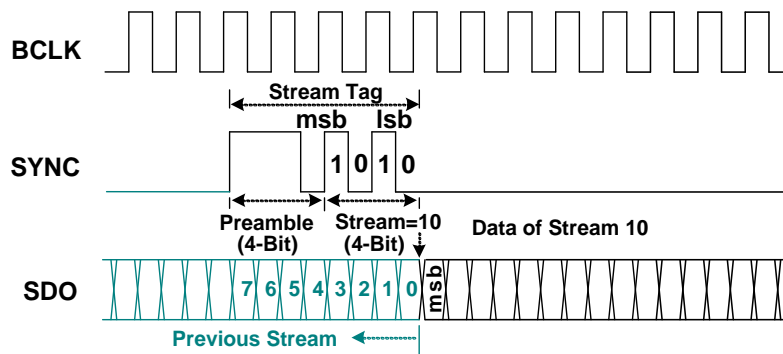 BCLK
Stream Tag
msb lsb
SYNC 1 0 1 0
Preamble (4-Bit)
Stream=10 (4-Bit)
Data of Stream 10
SDO 7 6 5 4 3 2 1 0 msb
Previous Stream